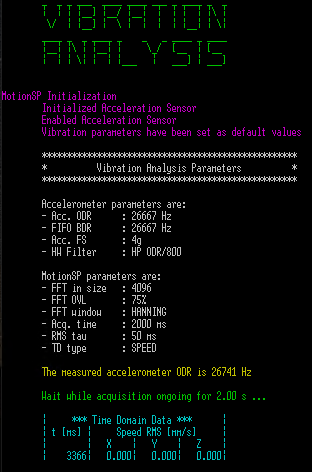 VIBRATION
ANALYSIS
MotionSP Initialization
Initialized Acceleration Sensor
Enabled Acceleration Sensor
Vibration parameters have been set as default values
*************************************************
* Vibration Analysis Parameters *
*************************************************
Accelerometer parameters are:
- Acc. ODR : 26667 Hz
- FIFO BDR : 26667 Hz
- Acc. FS : 4g
- HW Filter : HP ODR/800
MotionSP parameters are:
- FFT in size : 4096
- FFT OVL : 75%
- FFT window : HANNING
- Acq. time : 2000 ms
- RMS tau : 50 ms
- TD type : SPEED
The measured accelerometer ODR is 26741 Hz
Wait while acquisition ongoing for 2.00 s ...
| *** Time Domain Data *** |
| t [ms] | Speed RMS [mm/s] |
| | X | Y | Z |
| 3366| 0.000| 0.000| 0.000|